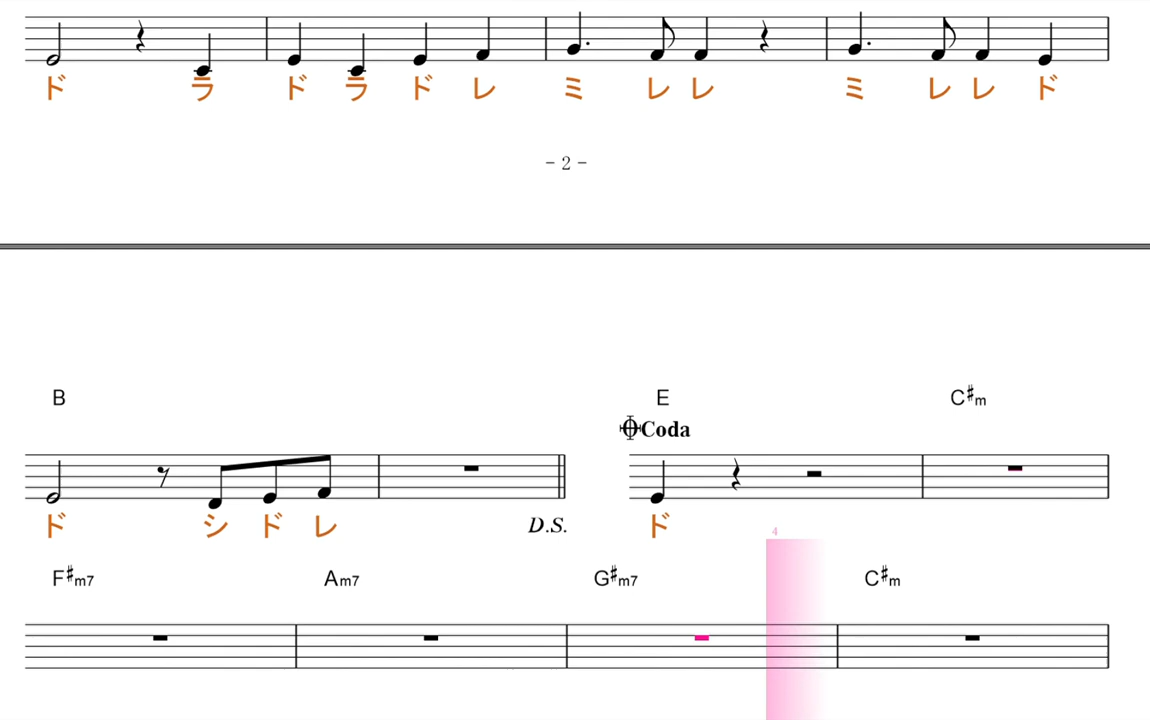 ド ラ ド ラ ド レ ミ レ レ ミ レ レ ド
- 2 -
B E C♯m
Coda
ド シ ド レ D.S. ド
4
F♯m7 Am7 G♯m7 C♯m